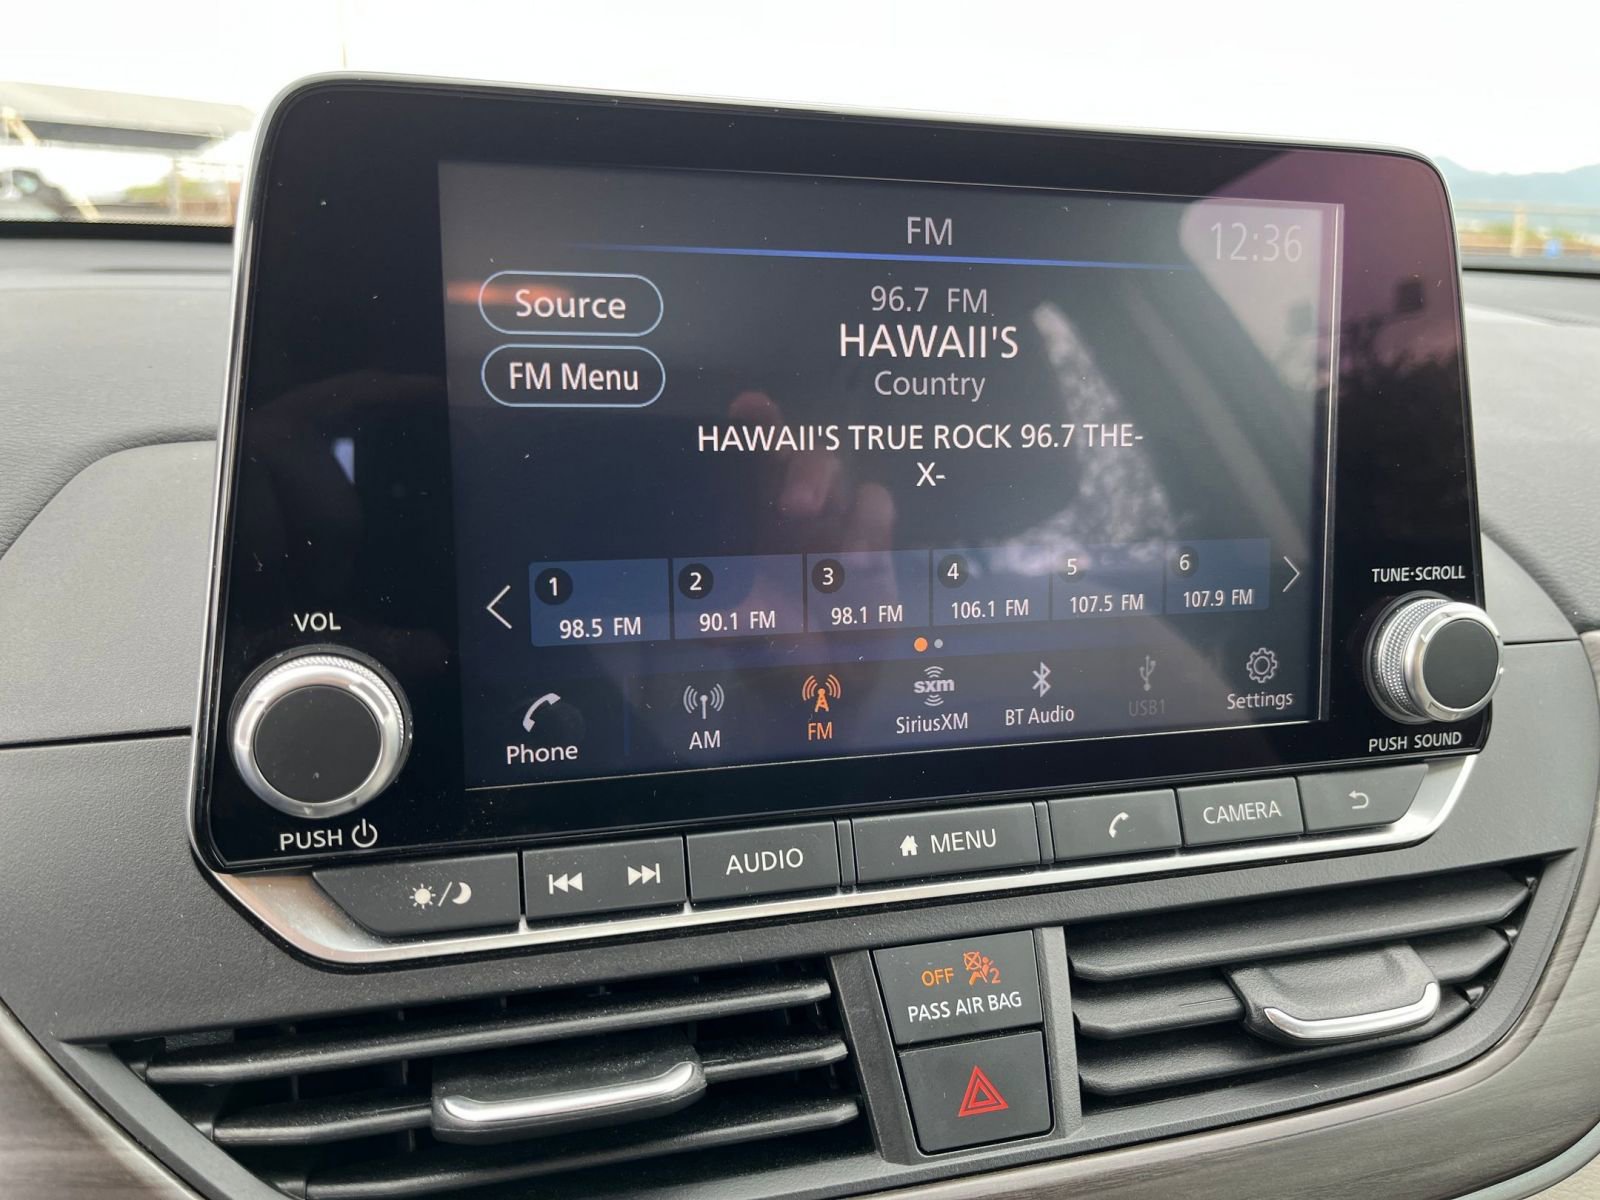 FM
12:36
Source
96.7 FM
HAWAII'S
FM Menu
Country
HAWAII'S TRUE ROCK 96.7 THE-
X-
1
2
3
4
5
6
98.5 FM
90.1 FM
98.1 FM
106.1 FM
107.5 FM
107.9 FM
Phone
AM
FM
sxm
SiriusXM
BT Audio
USB1
Settings
VOL
PUSH
TUNE·SCROLL
PUSH SOUND
AUDIO
MENU
CAMERA
OFF
2
PASS AIR BAG